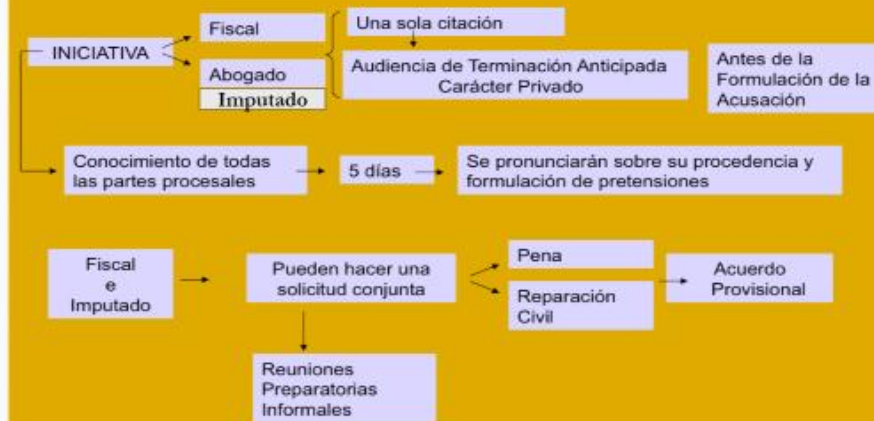 INICIATIVA
Fiscal
Abogado
Imputado
Una sola citación
Audiencia de Terminación Anticipada
Carácter Privado
Antes de la
Formulación de la
Acusación
Conocimiento de todas
las partes procesales
5 días
Se pronunciarán sobre su procedencia y
formulación de pretensiones
Fiscal
e
Imputado
Pueden hacer una
solicitud conjunta
Pena
Reparación
Civil
Acuerdo
Provisional
Reuniones
Preparatorias
Informales